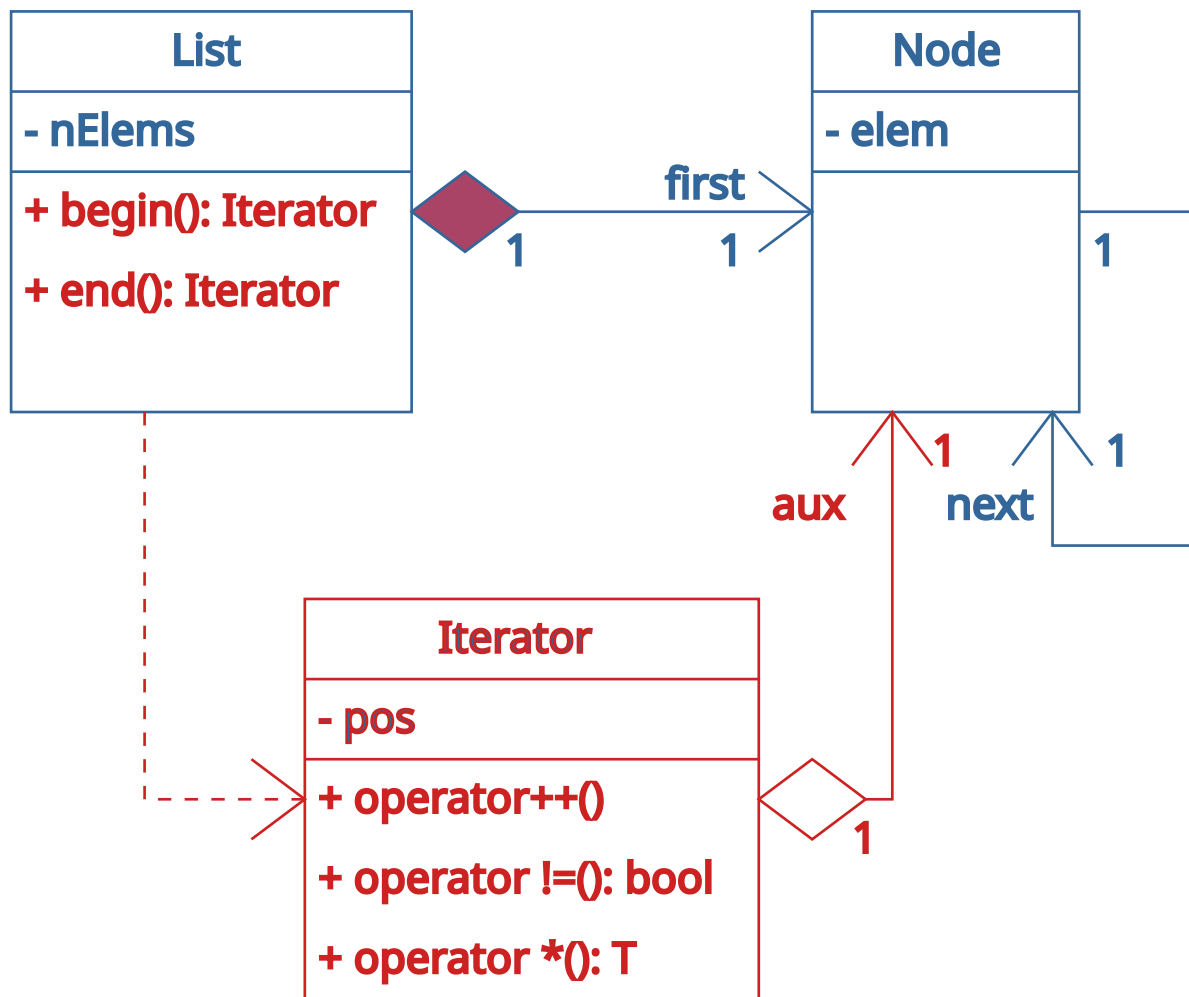 List
- nElems
+ begin(): Iterator
+ end(): Iterator
first
1
1
Node
- elem
1
1
aux
next
1
Iterator
- pos
+ operator++()
+ operator !=(): bool
+ operator *(): T
1